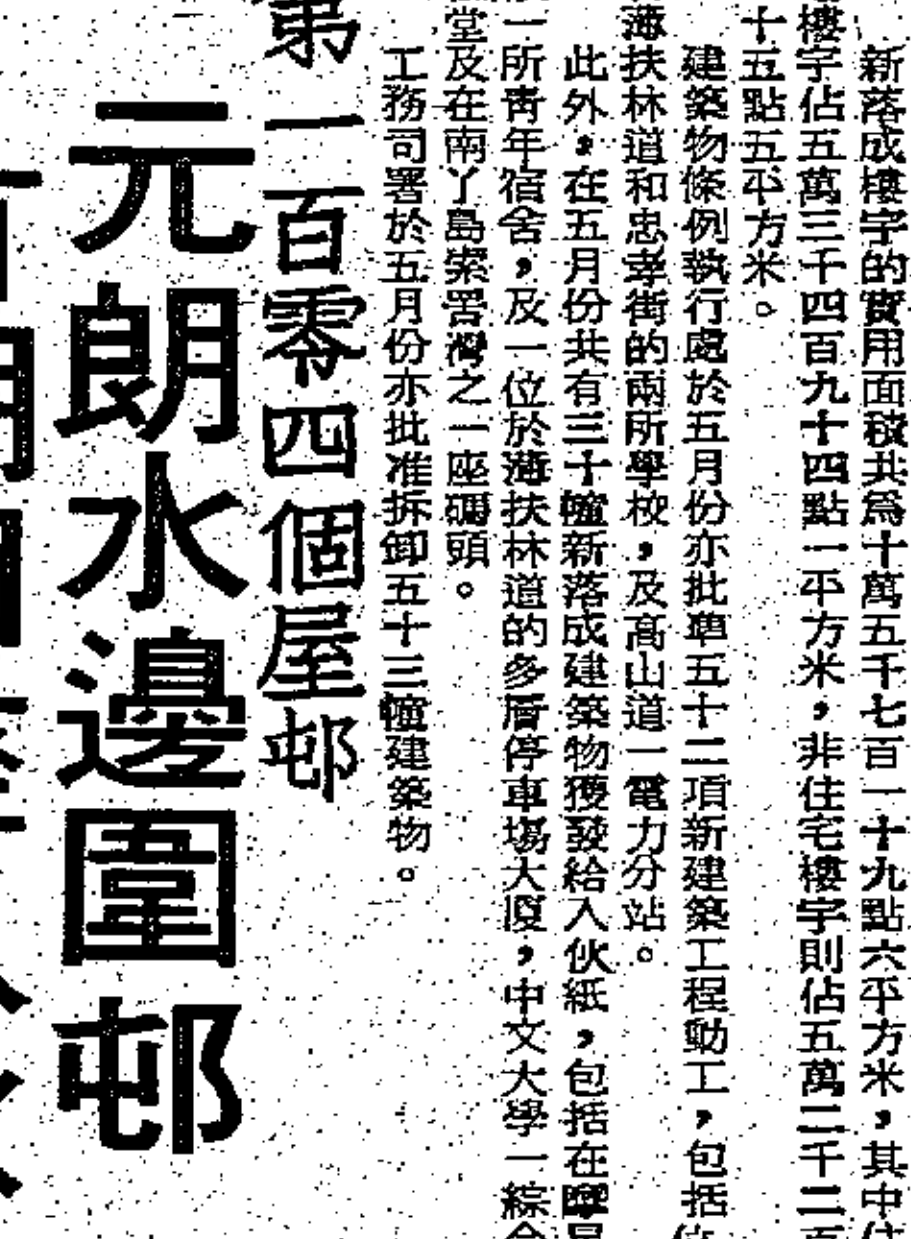 新落成樓宇的實用面積共爲十萬五千七百一十九點六平方米，其中
樓宇佔五萬三千四百九十四點一平方米，非住宅樓宇則佔五萬二千二百
十五點五平方米。
建築物條例執行處於五月份亦批準五十二項新建築工程動工，包括
薄扶林道和忠孝街的兩所學校，及高山道一電力分站。
此外，在五月份共有三十幢新落成建築物獲發給入伙紙，包括在
一所青年宿舍，及一位於薄扶林道的多層停車場大廈，中文大學一綜合
堂及在南丫島索罟灣之一座碼頭。
工務司署於五月份亦批准拆卸五十三幢建築物。
第一百零四個屋邨
元朗水邊圍邨